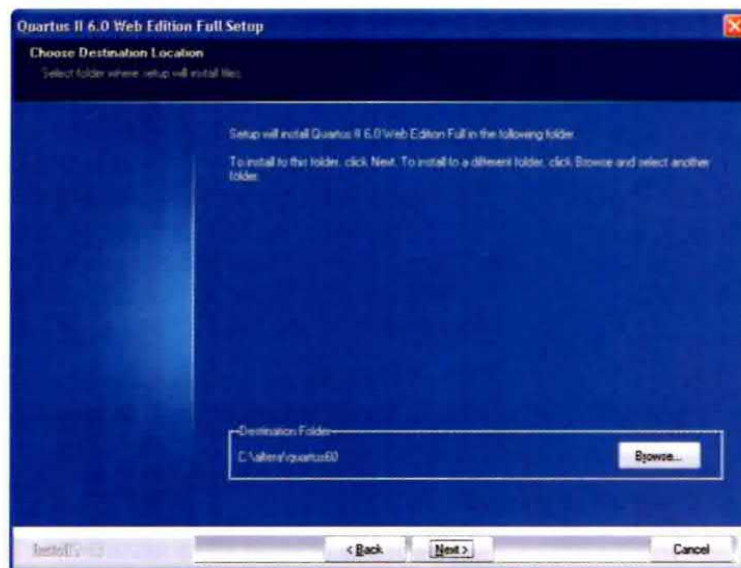 Quartus II 6.0 Web Edition Full Setup
Choose Destination Location
Select folder where setup will install files.
Setup will install Quartus II 6.0 Web Edition Full in the following folder.
To install to this folder, click Next. To install to a different folder, click Browse and select another
folder.
Destination Folder
C:\altera\quartus60
Browse...
< Back
Next >
Cancel